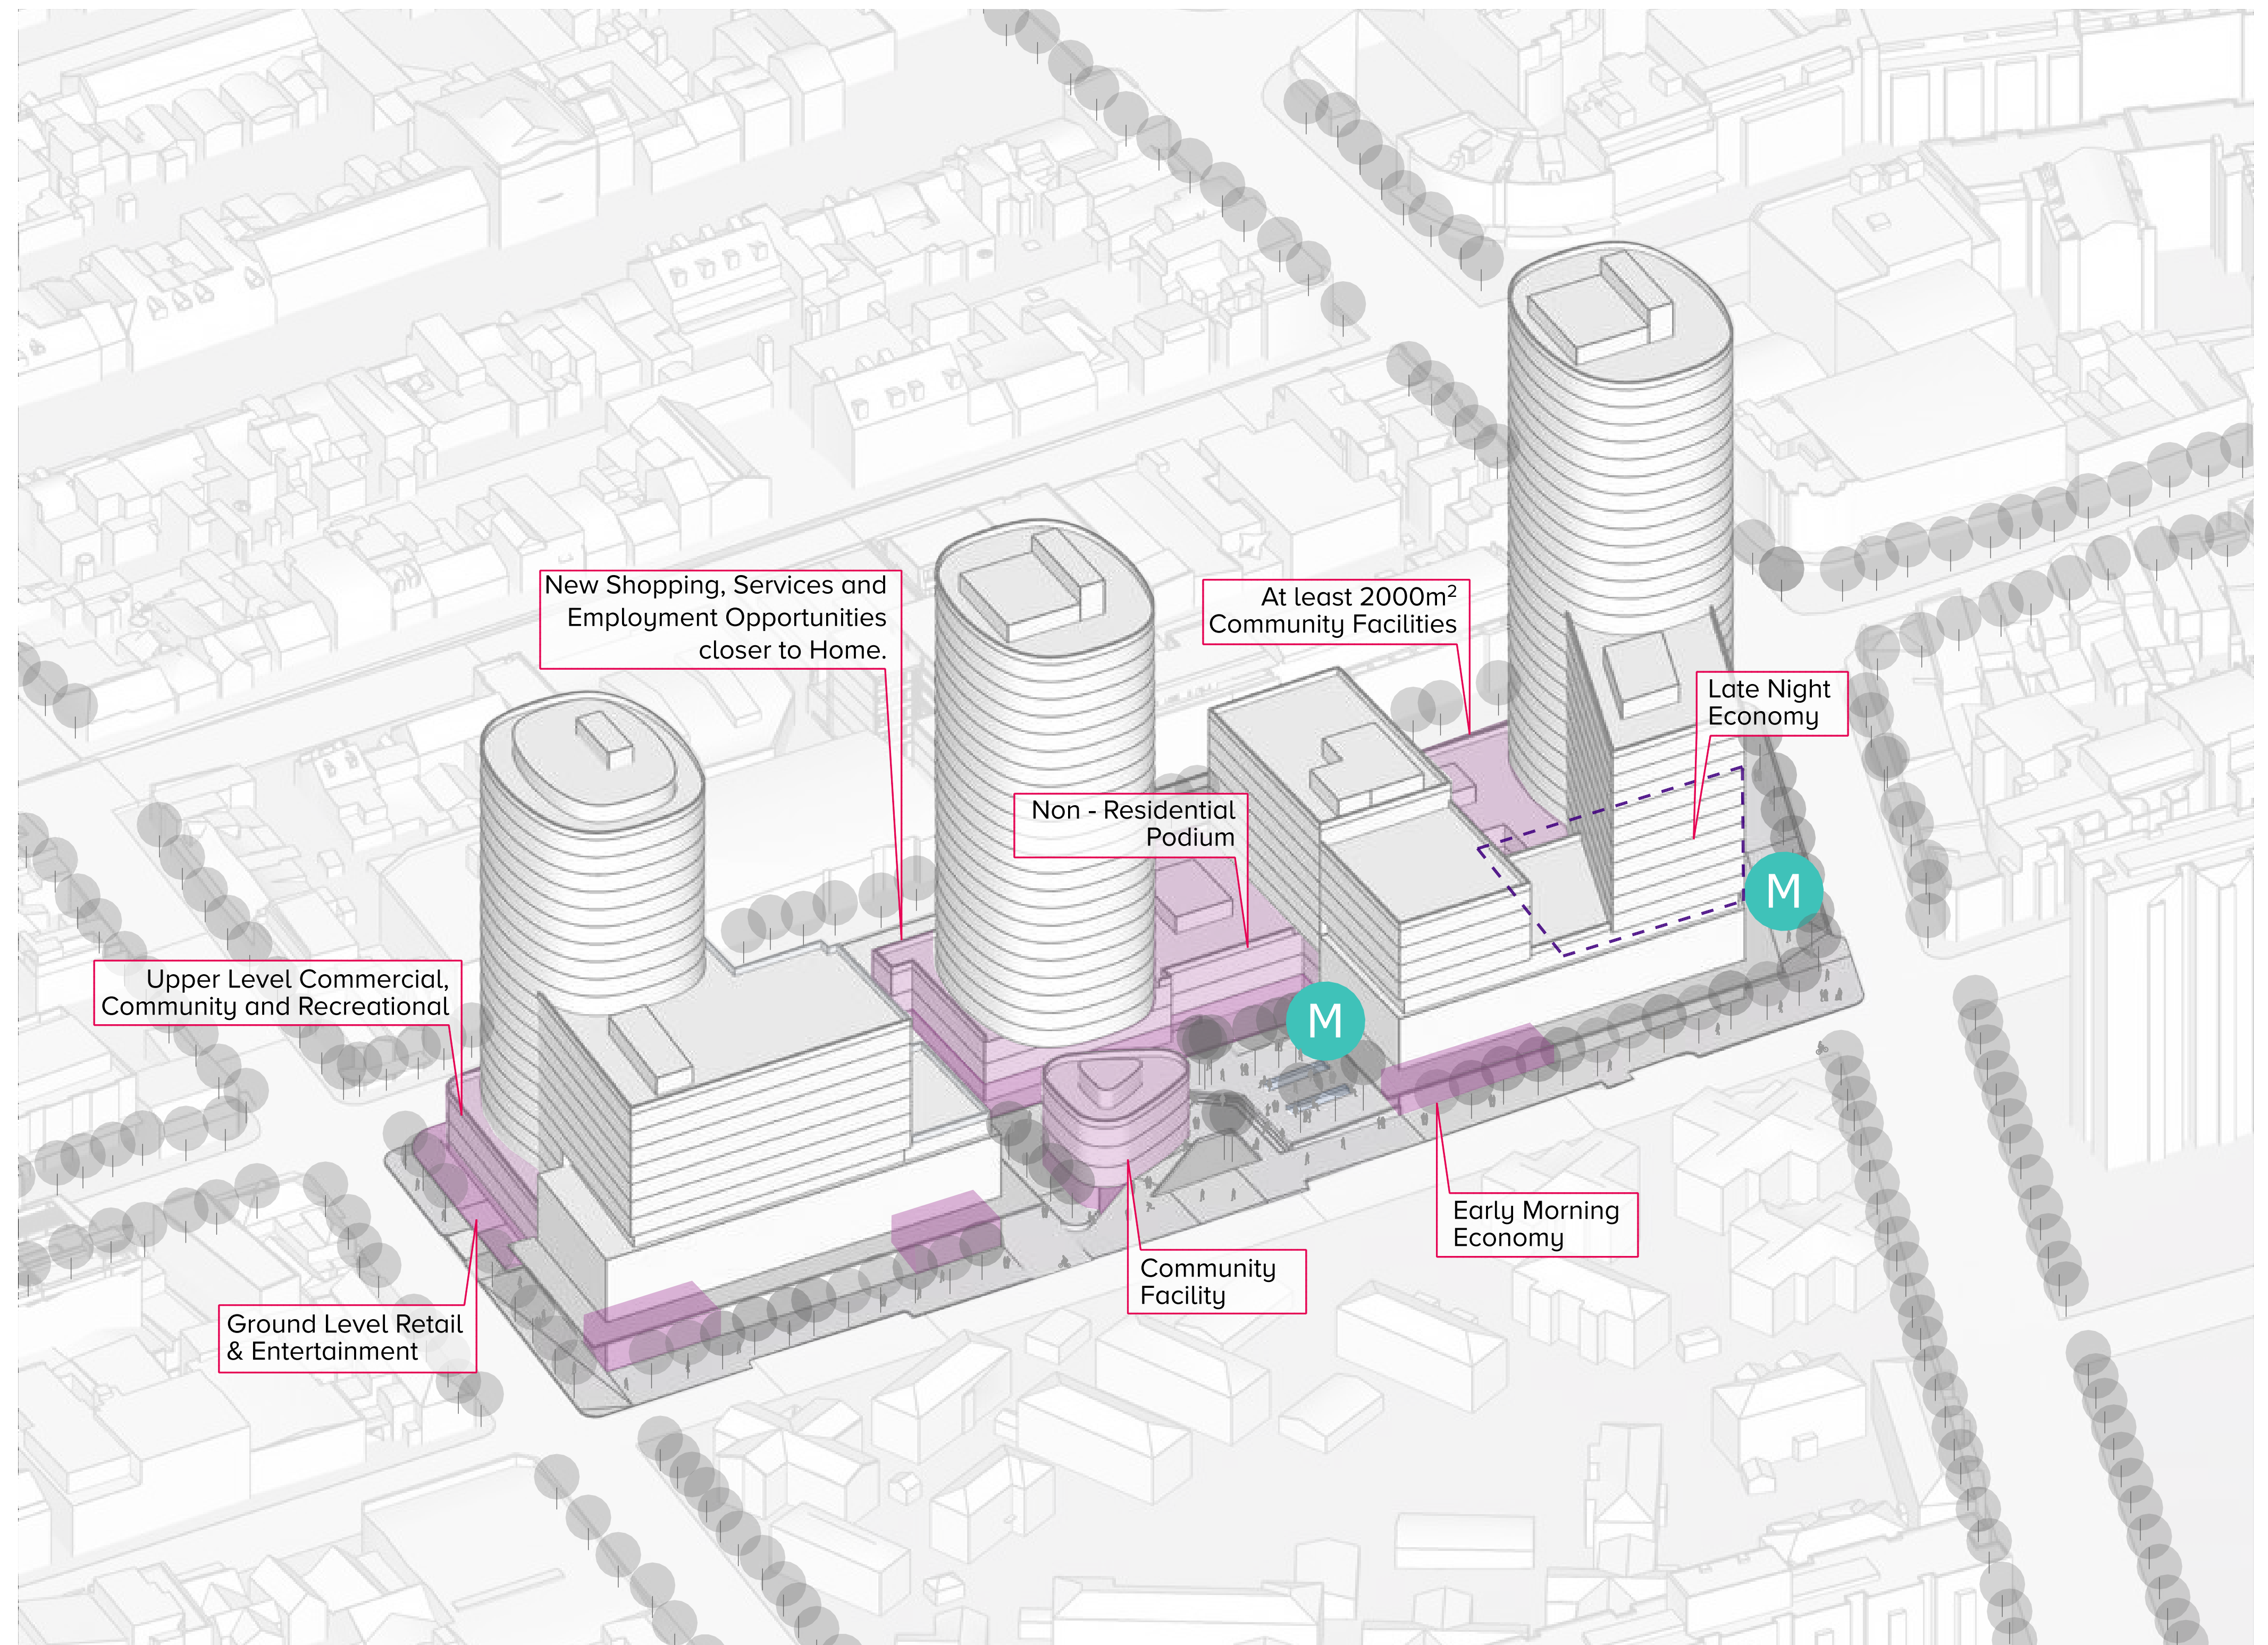 New Shopping, Services and
Employment Opportunities
closer to Home.
At least 2000m²
Community Facilities
Late Night
Economy
Non - Residential
Podium
M
Upper Level Commercial,
Community and Recreational
M
Early Morning
Economy
Community
Facility
Ground Level Retail
& Entertainment